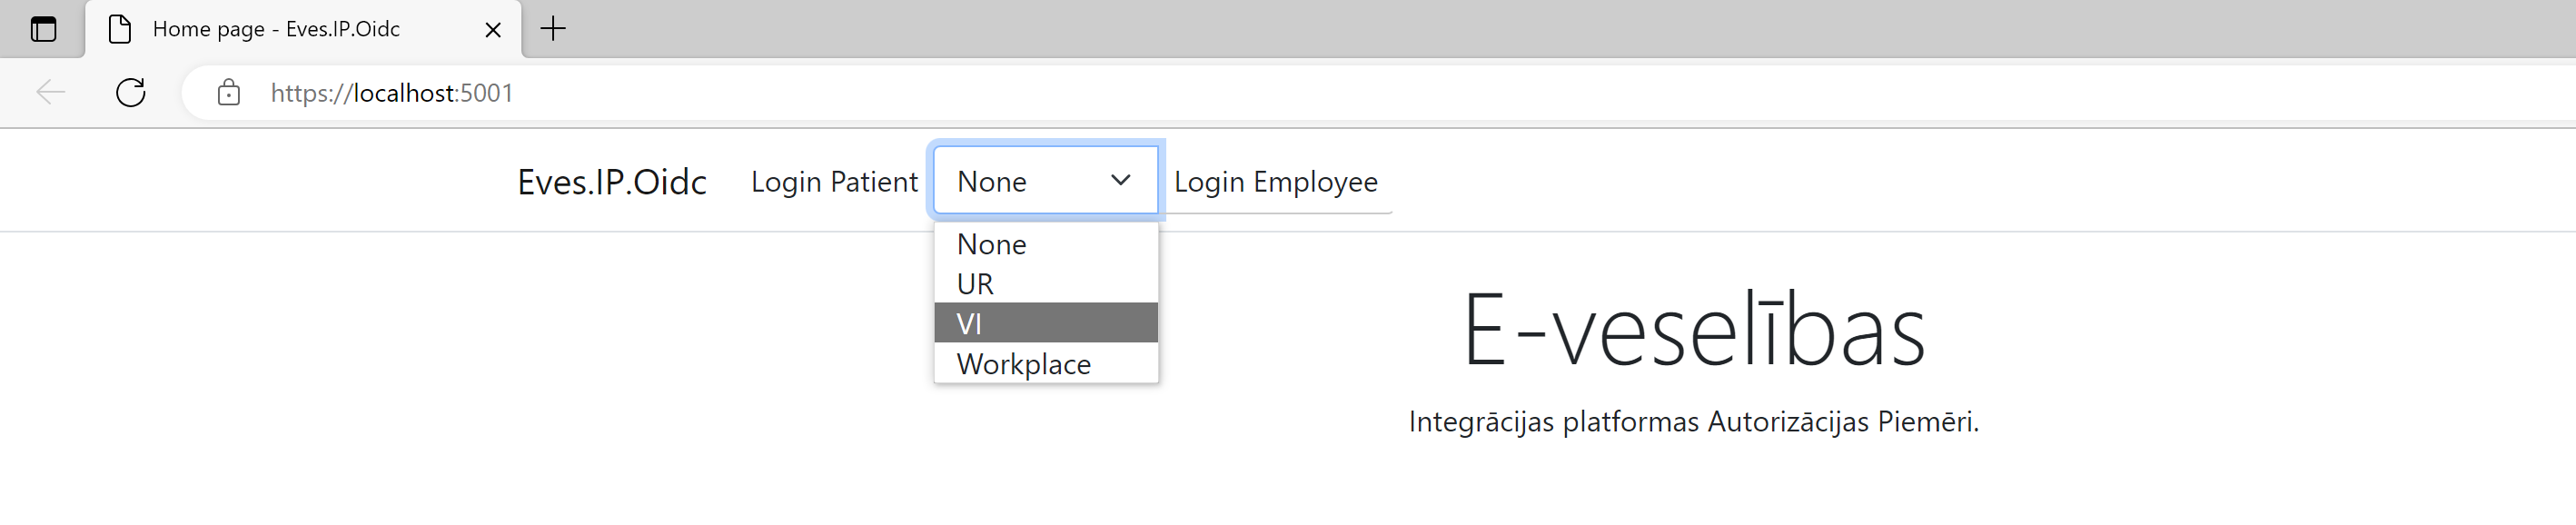 Home page - Eves.IP.Oidc
https://localhost:5001
Eves.IP.Oidc Login Patient None Login Employee
None
UR
VI
Workplace
E-veselības
Integrācijas platformas Autorizācijas Piemēri.